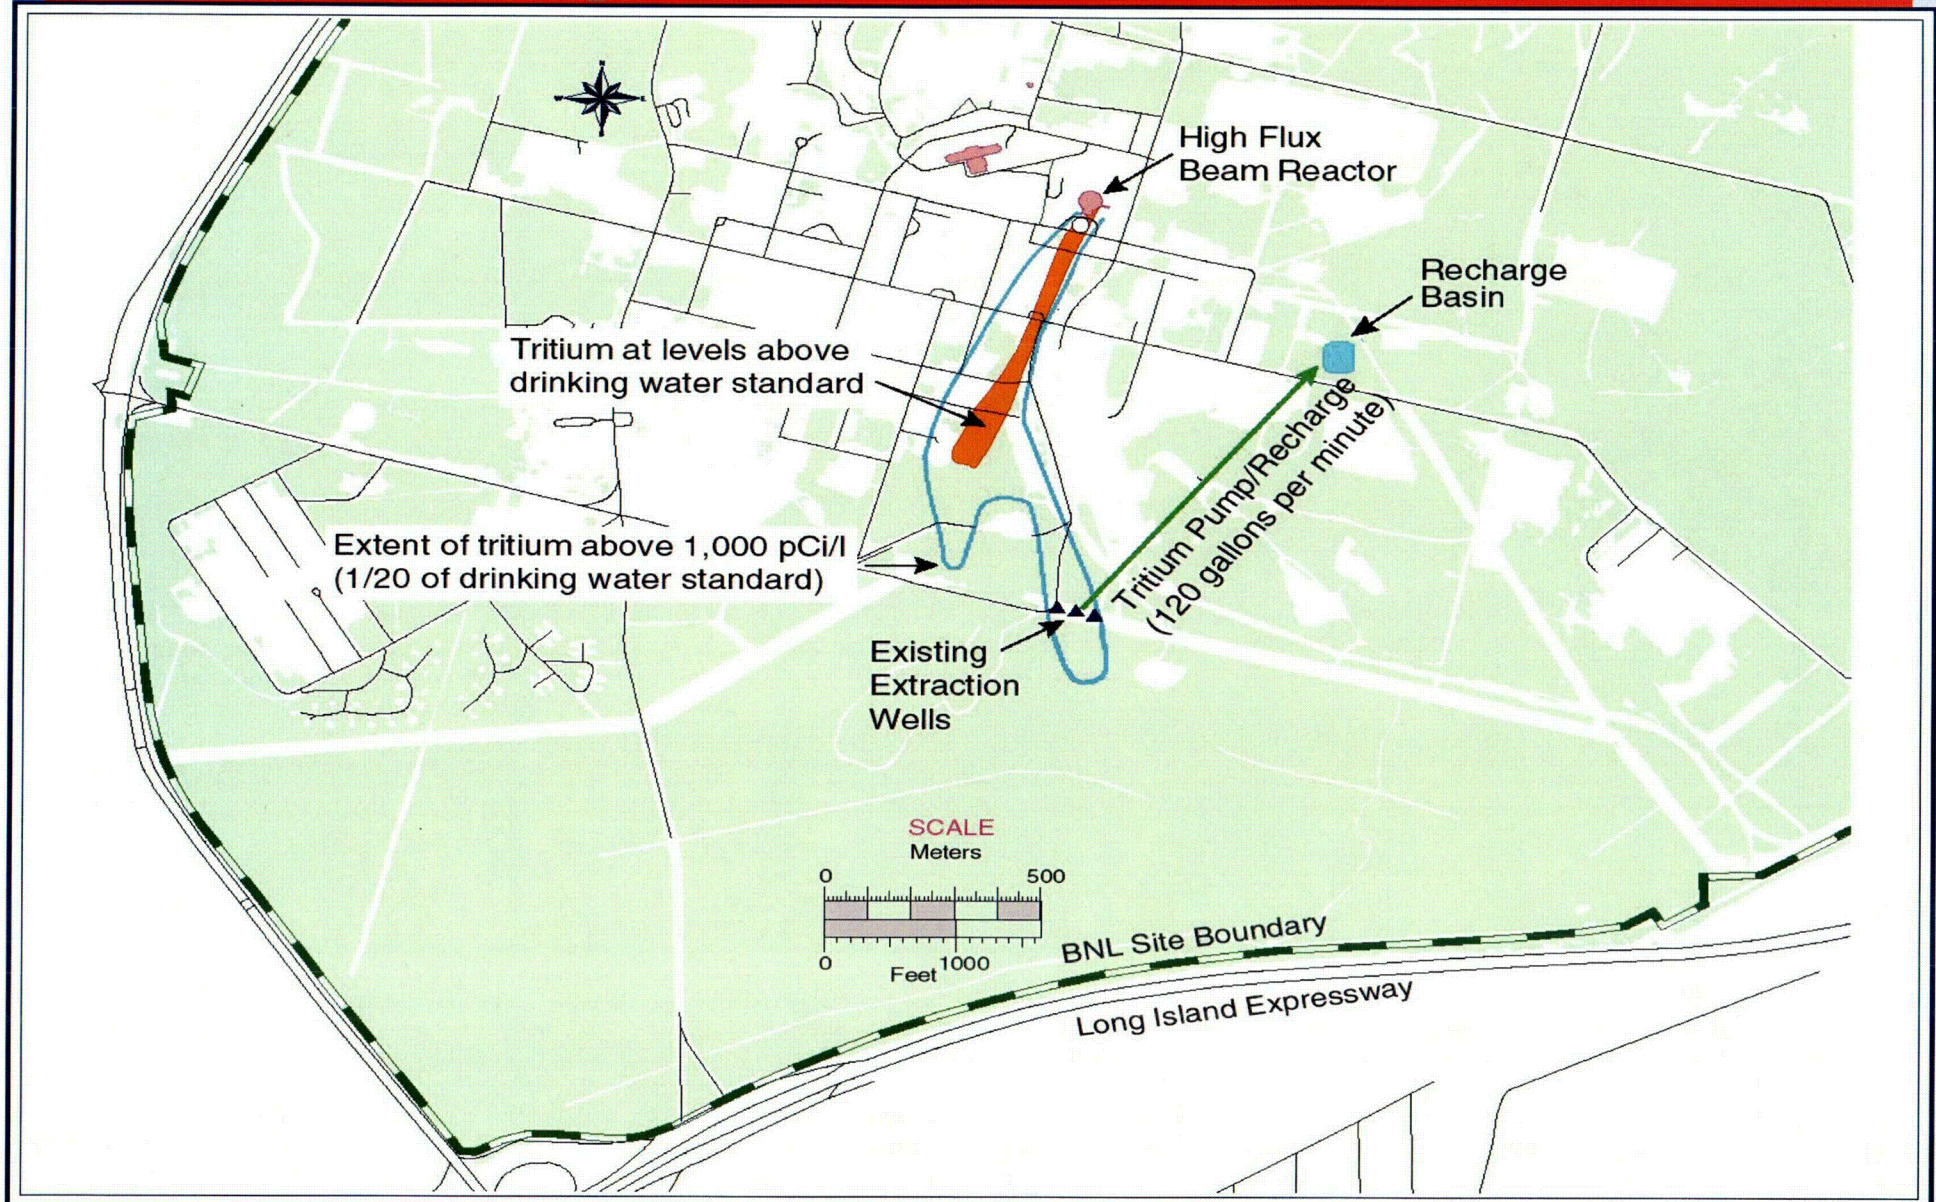 N
W
E
S
High Flux
Beam Reactor
Recharge
Basin
Tritium at levels above
drinking water standard
Tritium Pump/Recharge
(120 gallons per minute)
Extent of tritium above 1,000 pCi/l
(1/20 of drinking water standard)
Existing
Extraction
Wells
SCALE
Meters
0 500
0 Feet 1000
BNL Site Boundary
Long Island Expressway